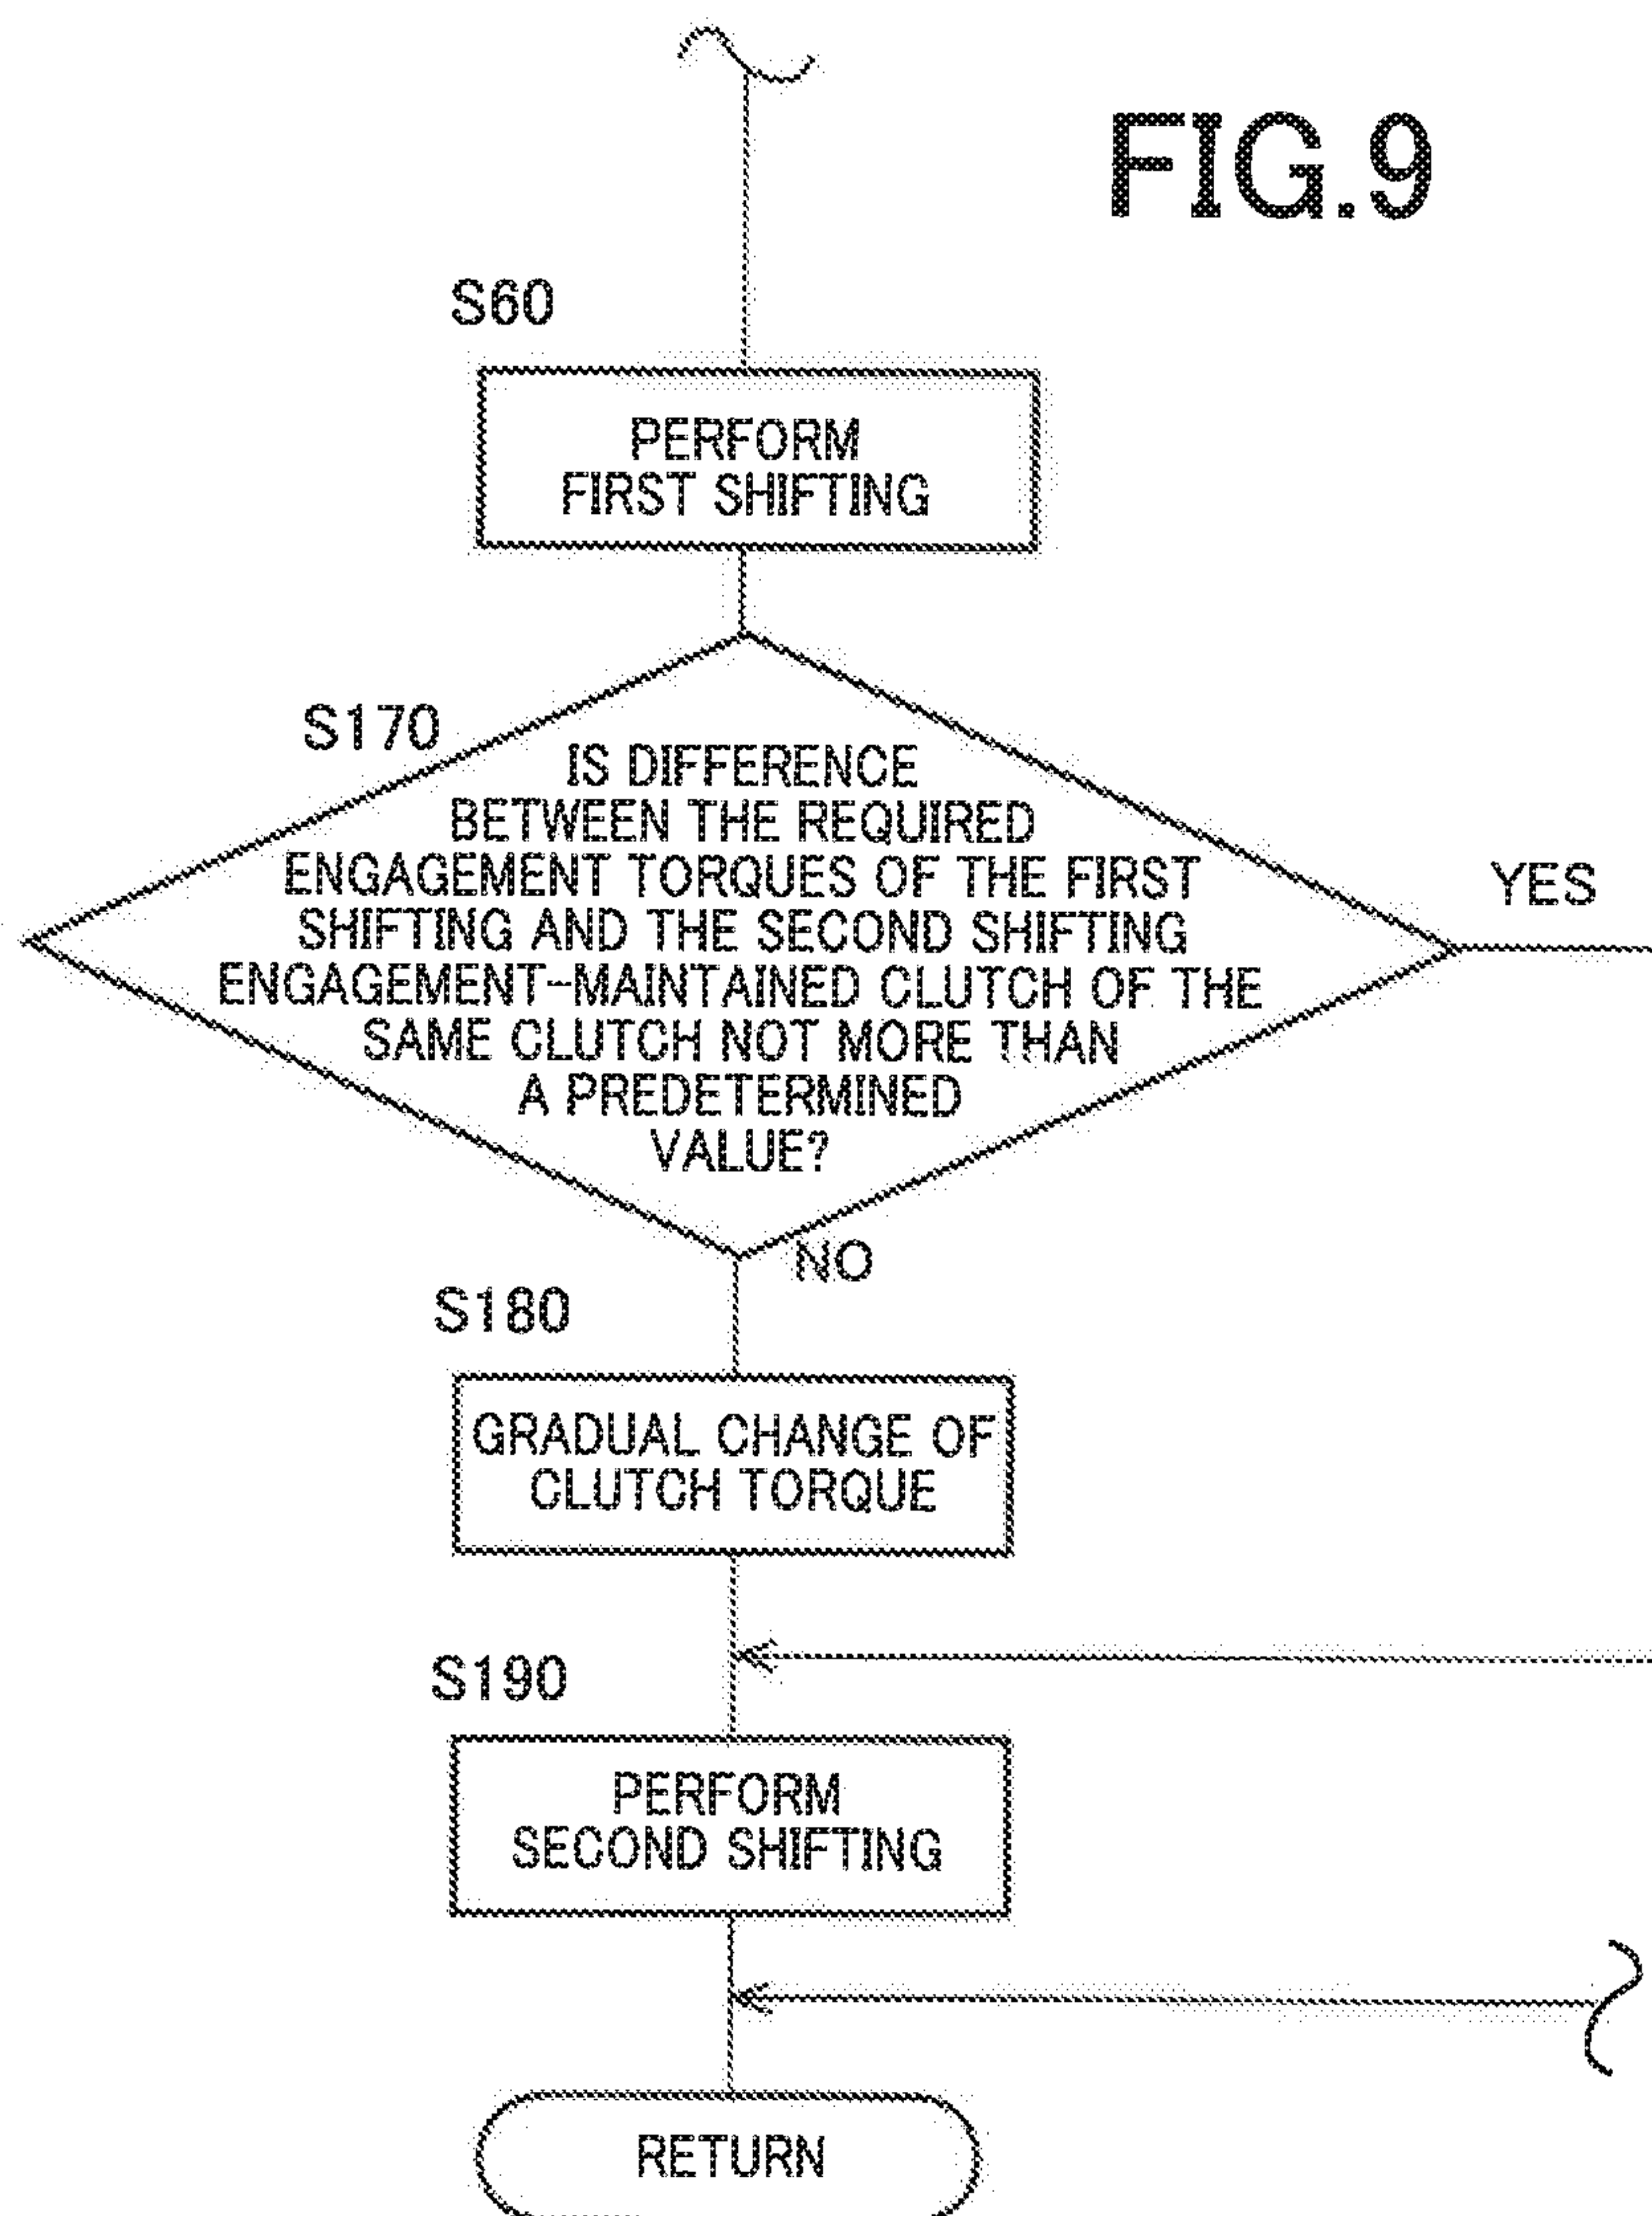 FIG.9
S60
PERFORM
FIRST SHIFTING
S170
IS DIFFERENCE
BETWEEN THE REQUIRED
ENGAGEMENT TORQUES OF THE FIRST
SHIFTING AND THE SECOND SHIFTING
ENGAGEMENT-MAINTAINED CLUTCH OF THE
SAME CLUTCH NOT MORE THAN
A PREDETERMINED
VALUE?
YES
NO
S180
GRADUAL CHANGE OF
CLUTCH TORQUE
S190
PERFORM
SECOND SHIFTING
RETURN